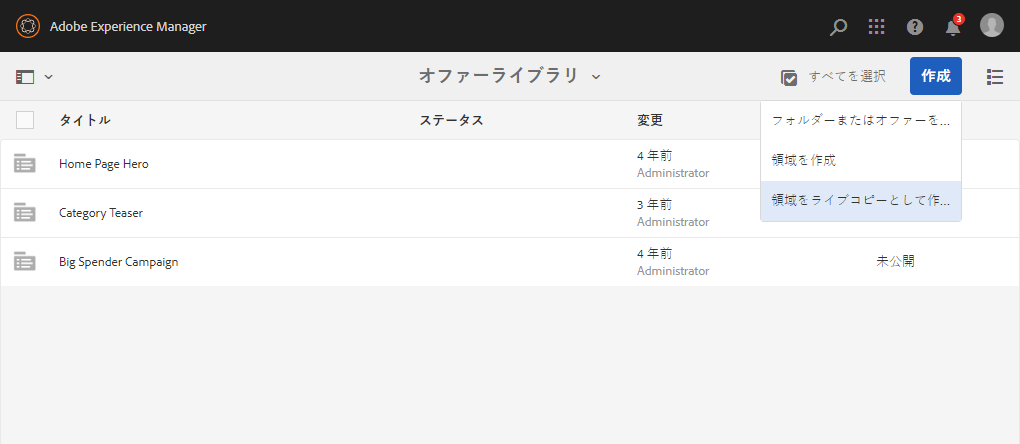 Adobe Experience Manager
3
オファーライブラリ
すべてを選択
作成
タイトル
ステータス
変更
フォルダーまたはオファーを...
領域を作成
領域をライブコピーとして作...
Home Page Hero
4 年前
Administrator
Category Teaser
3 年前
Administrator
Big Spender Campaign
4 年前
Administrator
未公開